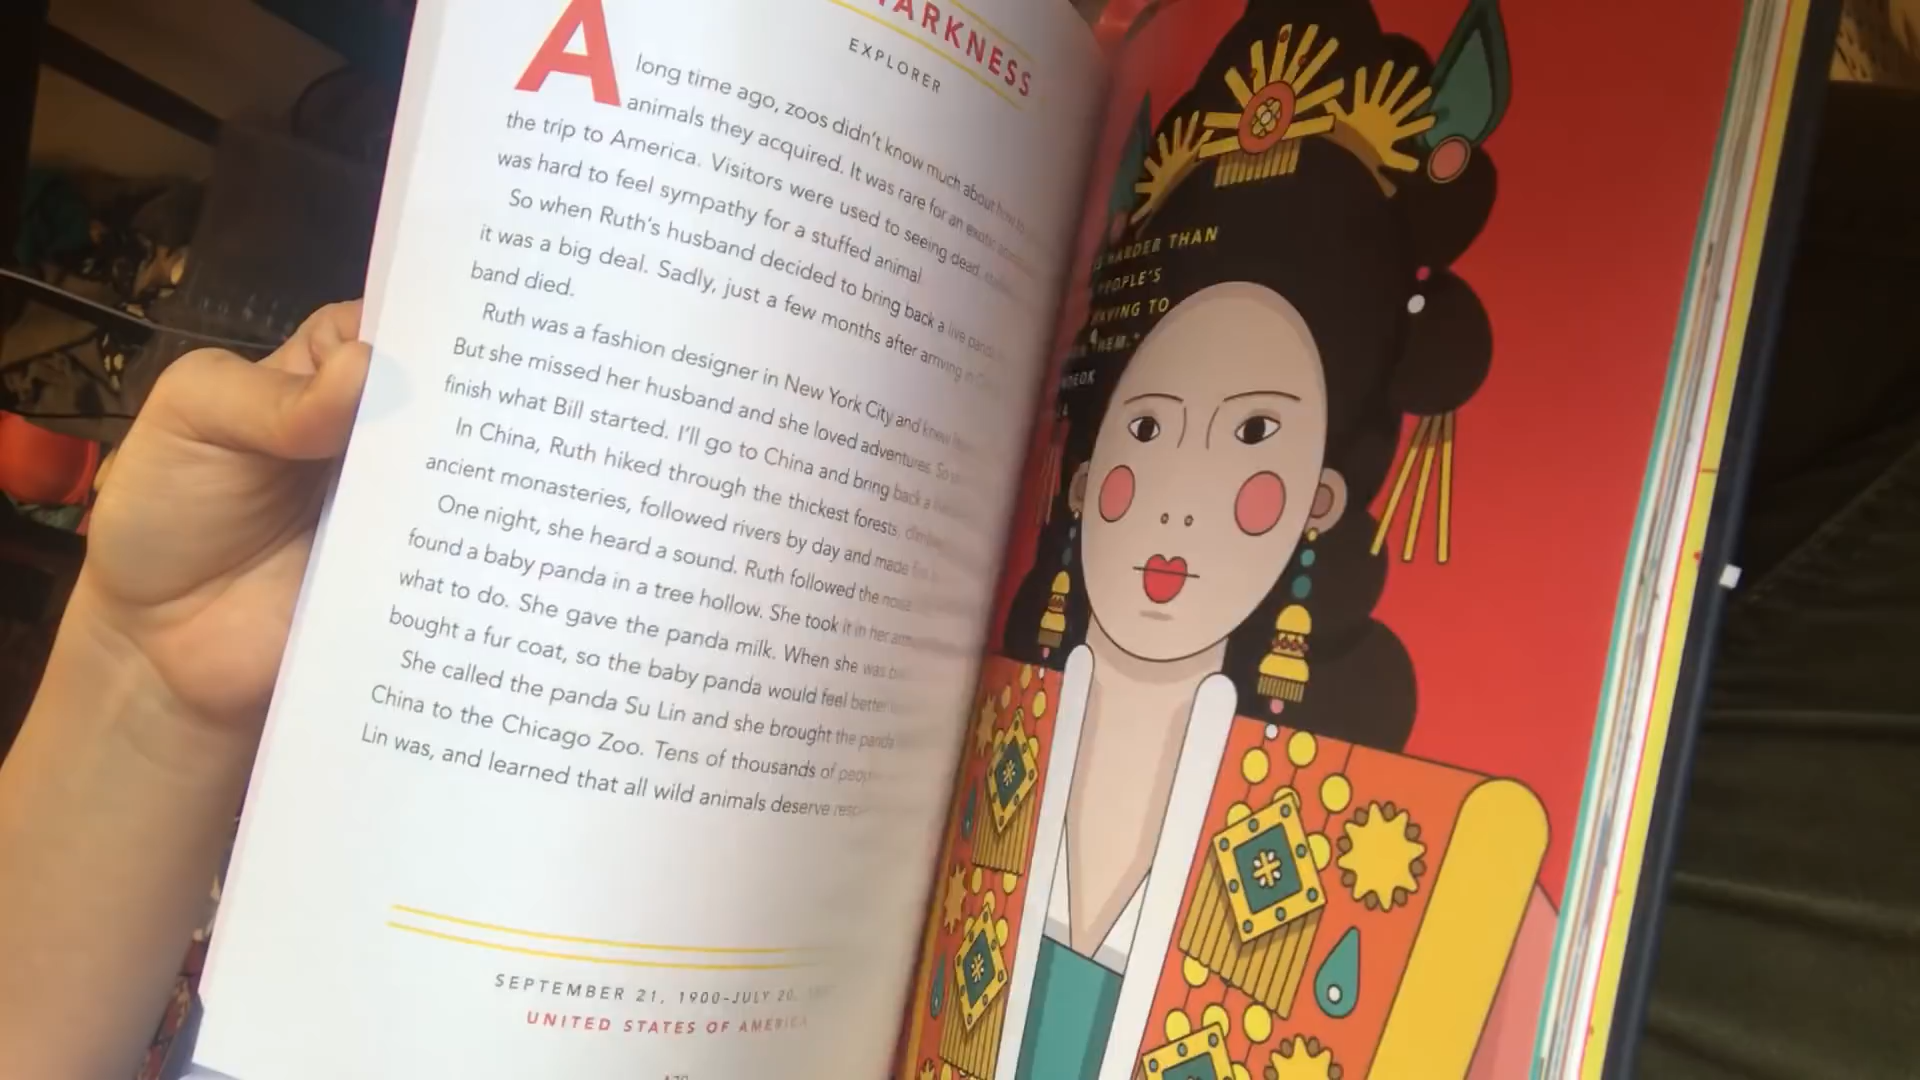 HARKNESS
EXPLORER
A long time ago, zoos didn't know much about how to
animals they acquired. It was rare for an exotic
the trip to America. Visitors were used to seeing dead,
was hard to feel sympathy for a stuffed animal
So when Ruth's husband decided to bring back a live panda
it was a big deal. Sadly, just a few months after arriving in
band died.
Ruth was a fashion designer in New York City and knew
But she missed her husband and she loved adventures. So
finish what Bill started. I'll go to China and bring back a
In China, Ruth hiked through the thickest forests,
ancient monasteries, followed rivers by day and made
One night, she heard a sound. Ruth followed the noise
found a baby panda in a tree hollow. She took it in her
what to do. She gave the panda milk. When she was
bought a fur coat, so the baby panda would feel better
She called the panda Su Lin and she brought the panda
China to the Chicago Zoo. Tens of thousands of
Lin was, and learned that all wild animals deserve
SEPTEMBER 21, 1900–JULY 20,
UNITED STATES OF AMERICA
HARDER THAN
PEOPLE'S
HAVING TO
THEM."